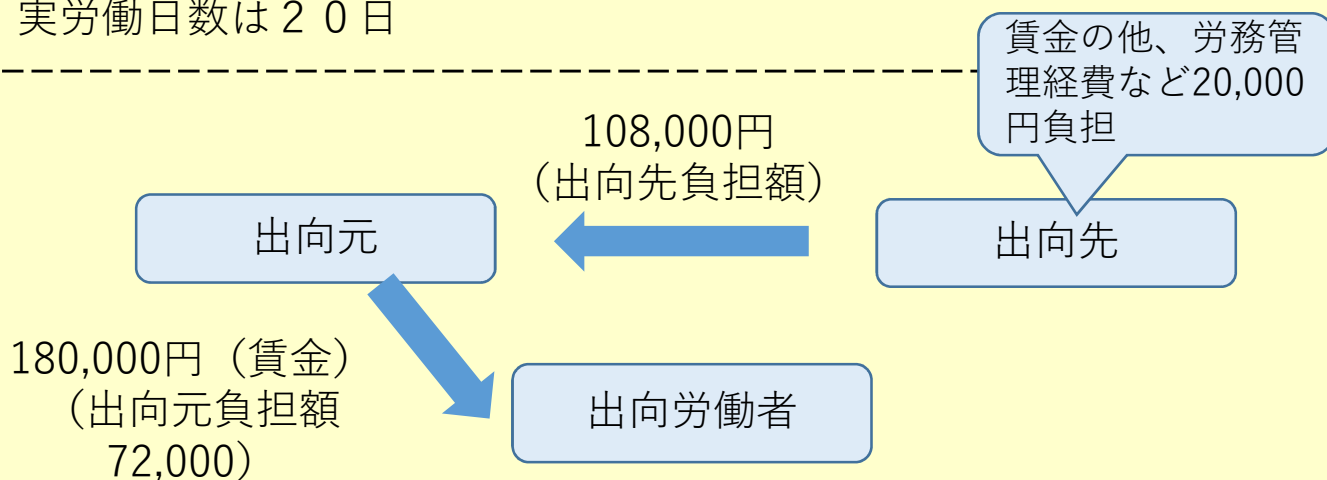 実労働日数は２０日
賃金の他、労務管
理経費など20,000
円負担
108,000円
（出向先負担額）
出向元
出向先
180,000円（賃金）
（出向元負担額
72,000）
出向労働者